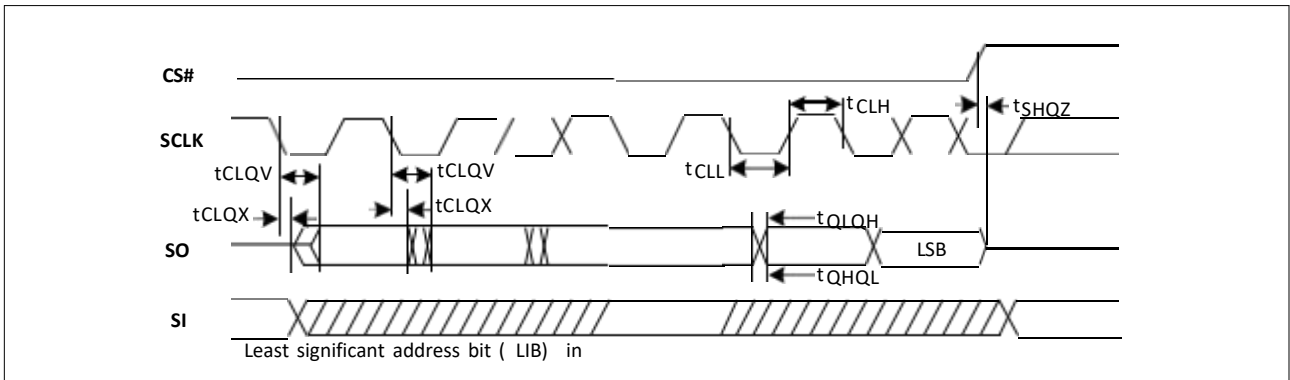 CS#
tCLH
tSHQZ
SCLK
tCLQV
tCLQV
tCLL
tCLQX
tCLQX
tQLQH
SO
LSB
tQHQL
SI
Least significant address bit ( LIB) in